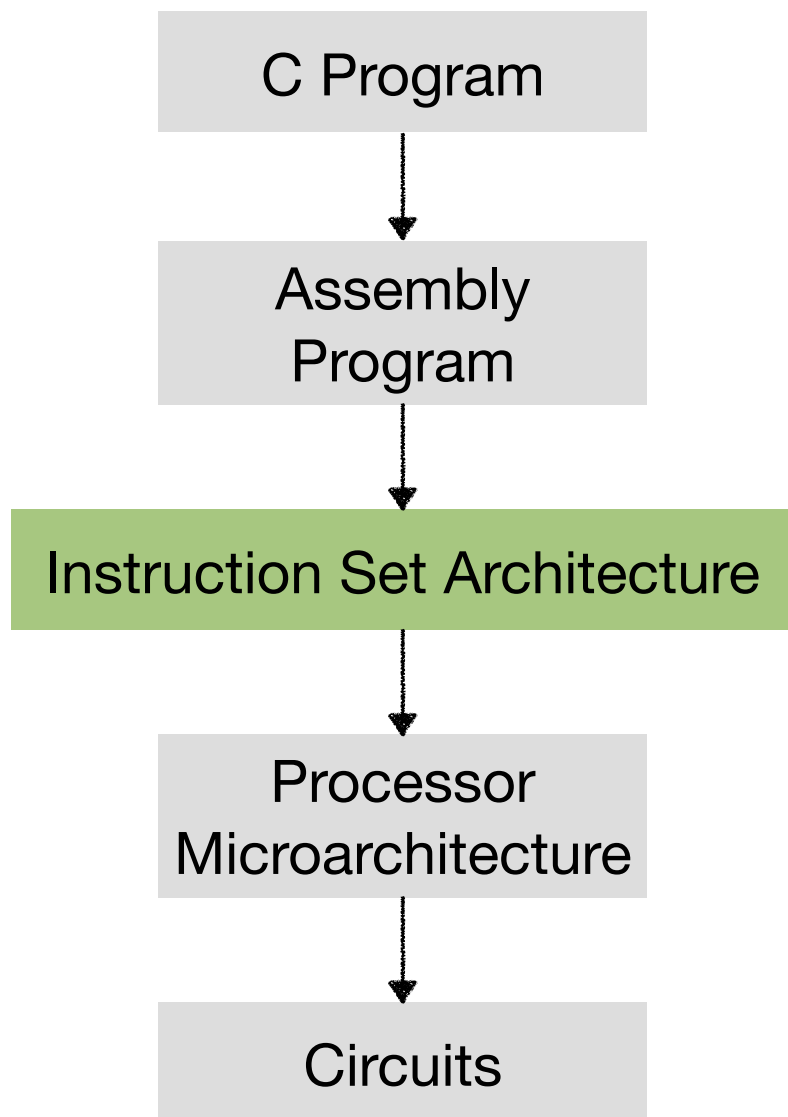 C Program
Assembly
Program
Instruction Set Architecture
Processor
Microarchitecture
Circuits